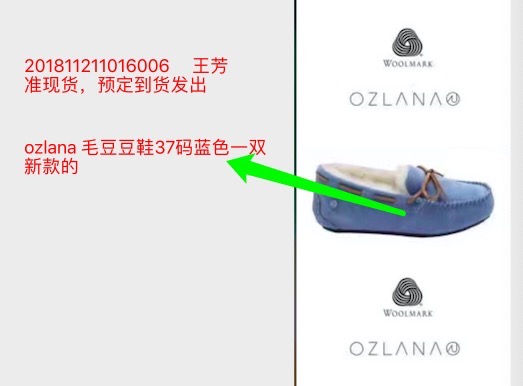 201811211016006 王芳
准现货，预定到货发出
ozlana 毛豆豆鞋37码蓝色一双
新款的
WOOLMARK
OZLANA
WOOLMARK
OZLANA